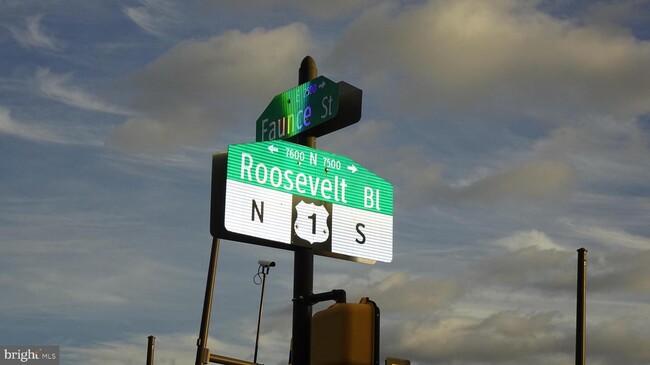 Faunce St
← 7600 N 7500 →
Roosevelt Bl
N 1 S
bright MLS